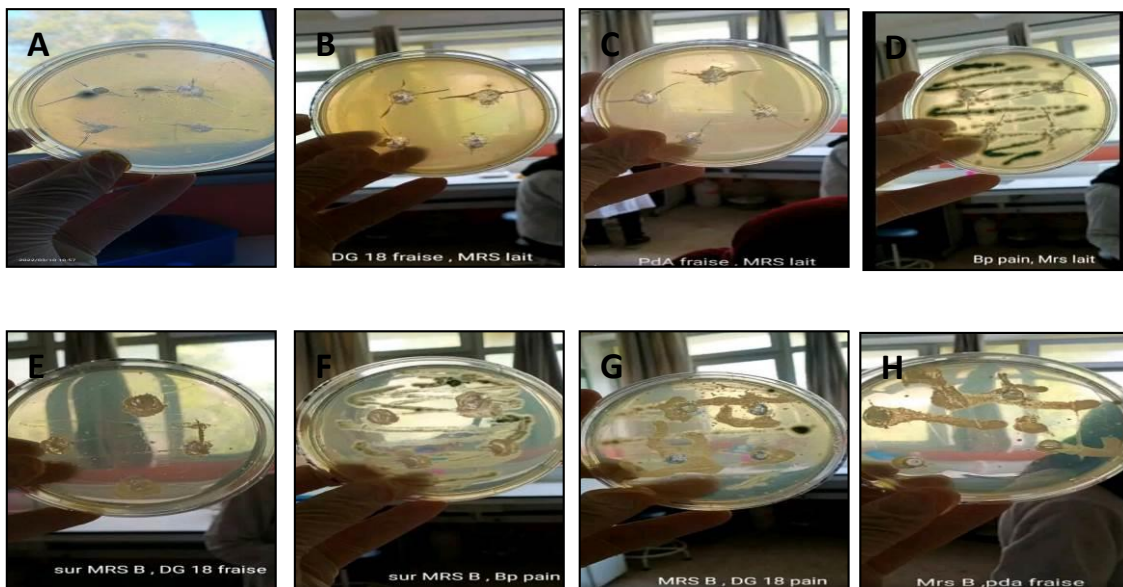 A
B
C
D
DG 18 fraise , MRS lait
PdA fraise , MRS lait
Bp pain, Mrs lait
E
F
G
H
sur MRS B , DG 18 fraise
sur MRS B , Bp pain
MRS B , DG 18 pain
Mrs B ,pda fraise